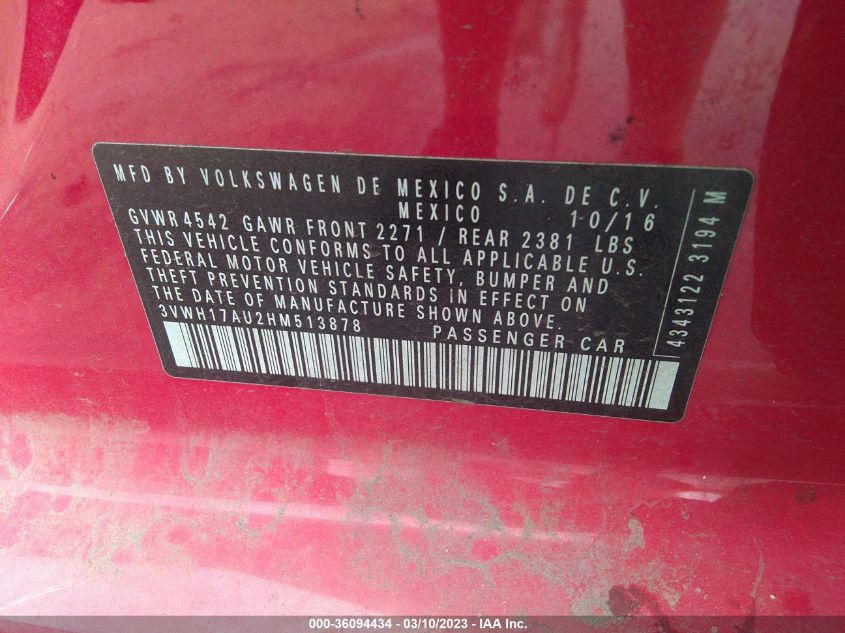 MFD BY VOLKSWAGEN DE MEXICO S.A. DE C.V.
MEXICO 10/16
GVWR4542 GAWR FRONT 2271 / REAR 2381 LBS
THIS VEHICLE CONFORMS TO ALL APPLICABLE U.S.
FEDERAL MOTOR VEHICLE SAFETY, BUMPER AND
THEFT PREVENTION STANDARDS IN EFFECT ON
THE DATE OF MANUFACTURE SHOWN ABOVE.
3VWH17AU2HM513878 PASSENGER CAR
4343122 3194 M
000-36094434 - 03/10/2023 - IAA Inc.